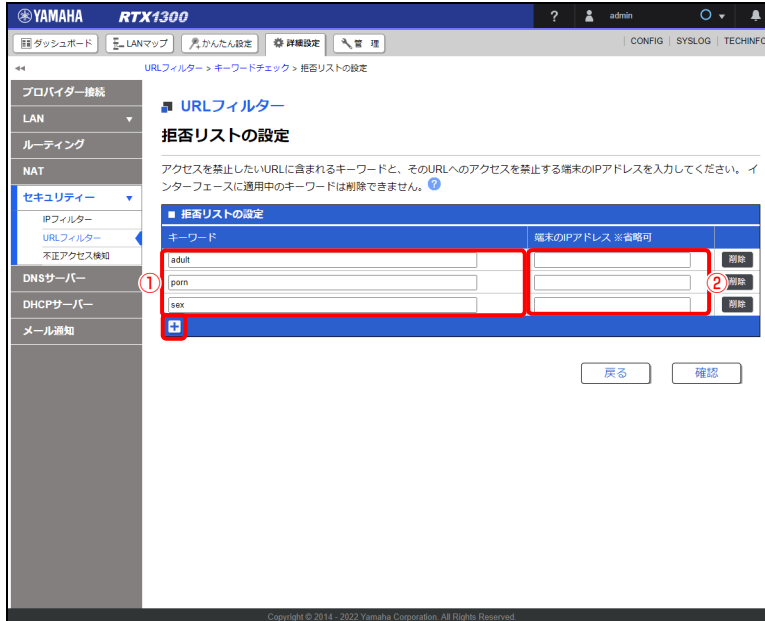 YAMAHA RTX1300 ? admin
ダッシュボード LANマップ かんたん設定 詳細設定 管 理 CONFIG SYSLOG TECHINFO
URLフィルター > キーワードチェック > 拒否リストの設定
プロバイダー接続
LAN
ルーティング
NAT
セキュリティー
IPフィルター
URLフィルター
不正アクセス検知
DNSサーバー
DHCPサーバー
メール通知
URLフィルター
拒否リストの設定
アクセスを禁止したいURLに含まれるキーワードと、そのURLへのアクセスを禁止する端末のIPアドレスを入力してください。 イ
ンターフェースに適用中のキーワードは削除できません。 ?
■ 拒否リストの設定
キーワード 端末のIPアドレス ※省略可
adult 削除
① porn ② 削除
sex 削除
+
戻る 確認
Copyright © 2014 - 2022 Yamaha Corporation. All Rights Reserved.